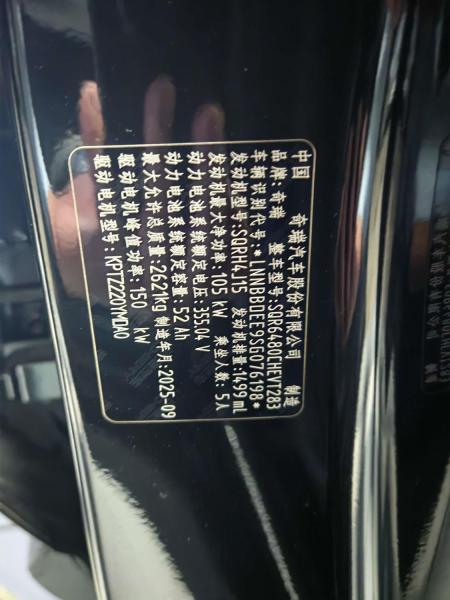 中国 奇瑞汽车股份有限公司 制造
品牌:奇瑞 整车型号:SQR6480CHEVT283
车辆识别代号:*LNNBBDEE9SG076198*
发动机型号:SQRH4J15 发动机排量:1499 ml
发动机最大净功率:105 kW 乘坐人数:5人
动力电池系统额定电压:355.04 V
动力电池系统额定容量:52 Ah
最大允许总质量:2621kg 制造年月:2025-09
驱动电机峰值功率:150 kW
驱动电机型号:KPTZ220YMDA0